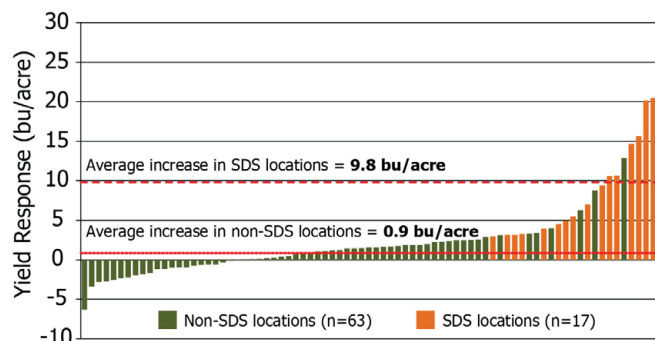 Yield Response (bu/acre)
30
25
20
15
10
5
0
-5
-10
Average increase in SDS locations = 9.8 bu/acre
Average increase in non-SDS locations = 0.9 bu/acre
Non-SDS locations (n=63)
SDS locations (n=17)